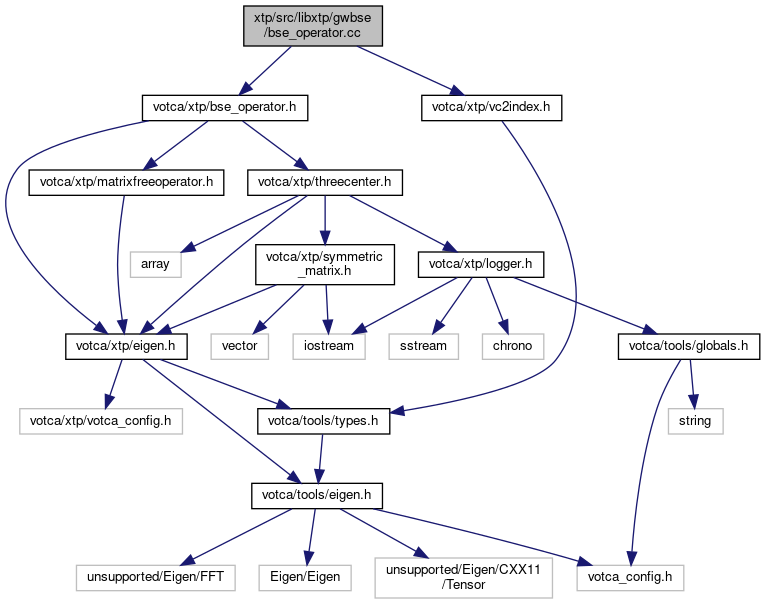 xtp/src/libxtp/gwbse
/bse_operator.cc
votca/xtp/bse_operator.h
votca/xtp/vc2index.h
votca/xtp/matrixfreeoperator.h
votca/xtp/threecenter.h
array
votca/xtp/symmetric
_matrix.h
votca/xtp/logger.h
votca/xtp/eigen.h
vector
iostream
sstream
chrono
votca/tools/globals.h
votca/xtp/votca_config.h
votca/tools/types.h
string
votca/tools/eigen.h
unsupported/Eigen/FFT
Eigen/Eigen
unsupported/Eigen/CXX11
/Tensor
votca_config.h